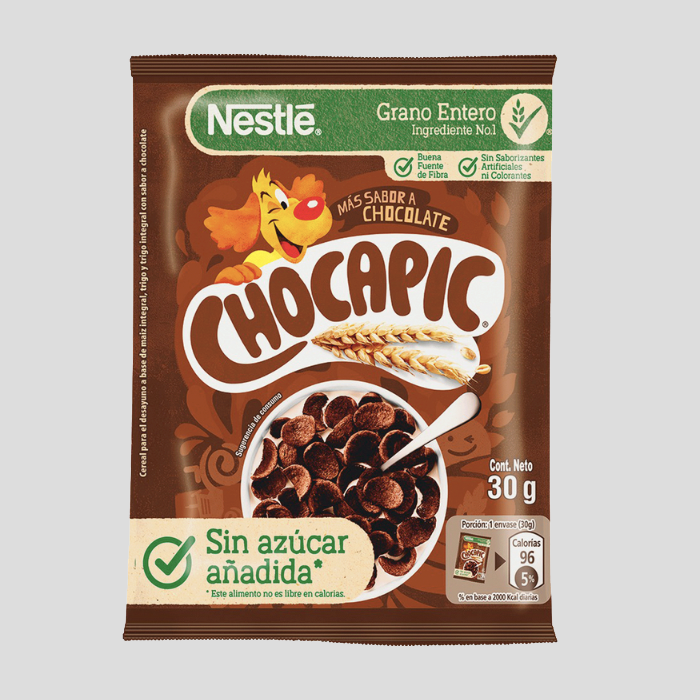 Nestlé®
Grano Entero
Ingrediente No.1
Buena
Fuente
de Fibra
Sin Saborizantes
Artificiales
ni Colorantes
MÁS SABOR A
CHOCOLATE
CHOCAPIC®
Cereal para el desayuno a base de maíz integral, trigo y trigo integral con sabor a chocolate
Sugerencia de consumo
Cont. Neto
30 g
Sin azúcar
añadida*
* Este alimento no es libre en calorías.
Porción: 1 envase (30g)
CHOCAPIC
Calorías
96
5%
% en base a 2000 Kcal diarias